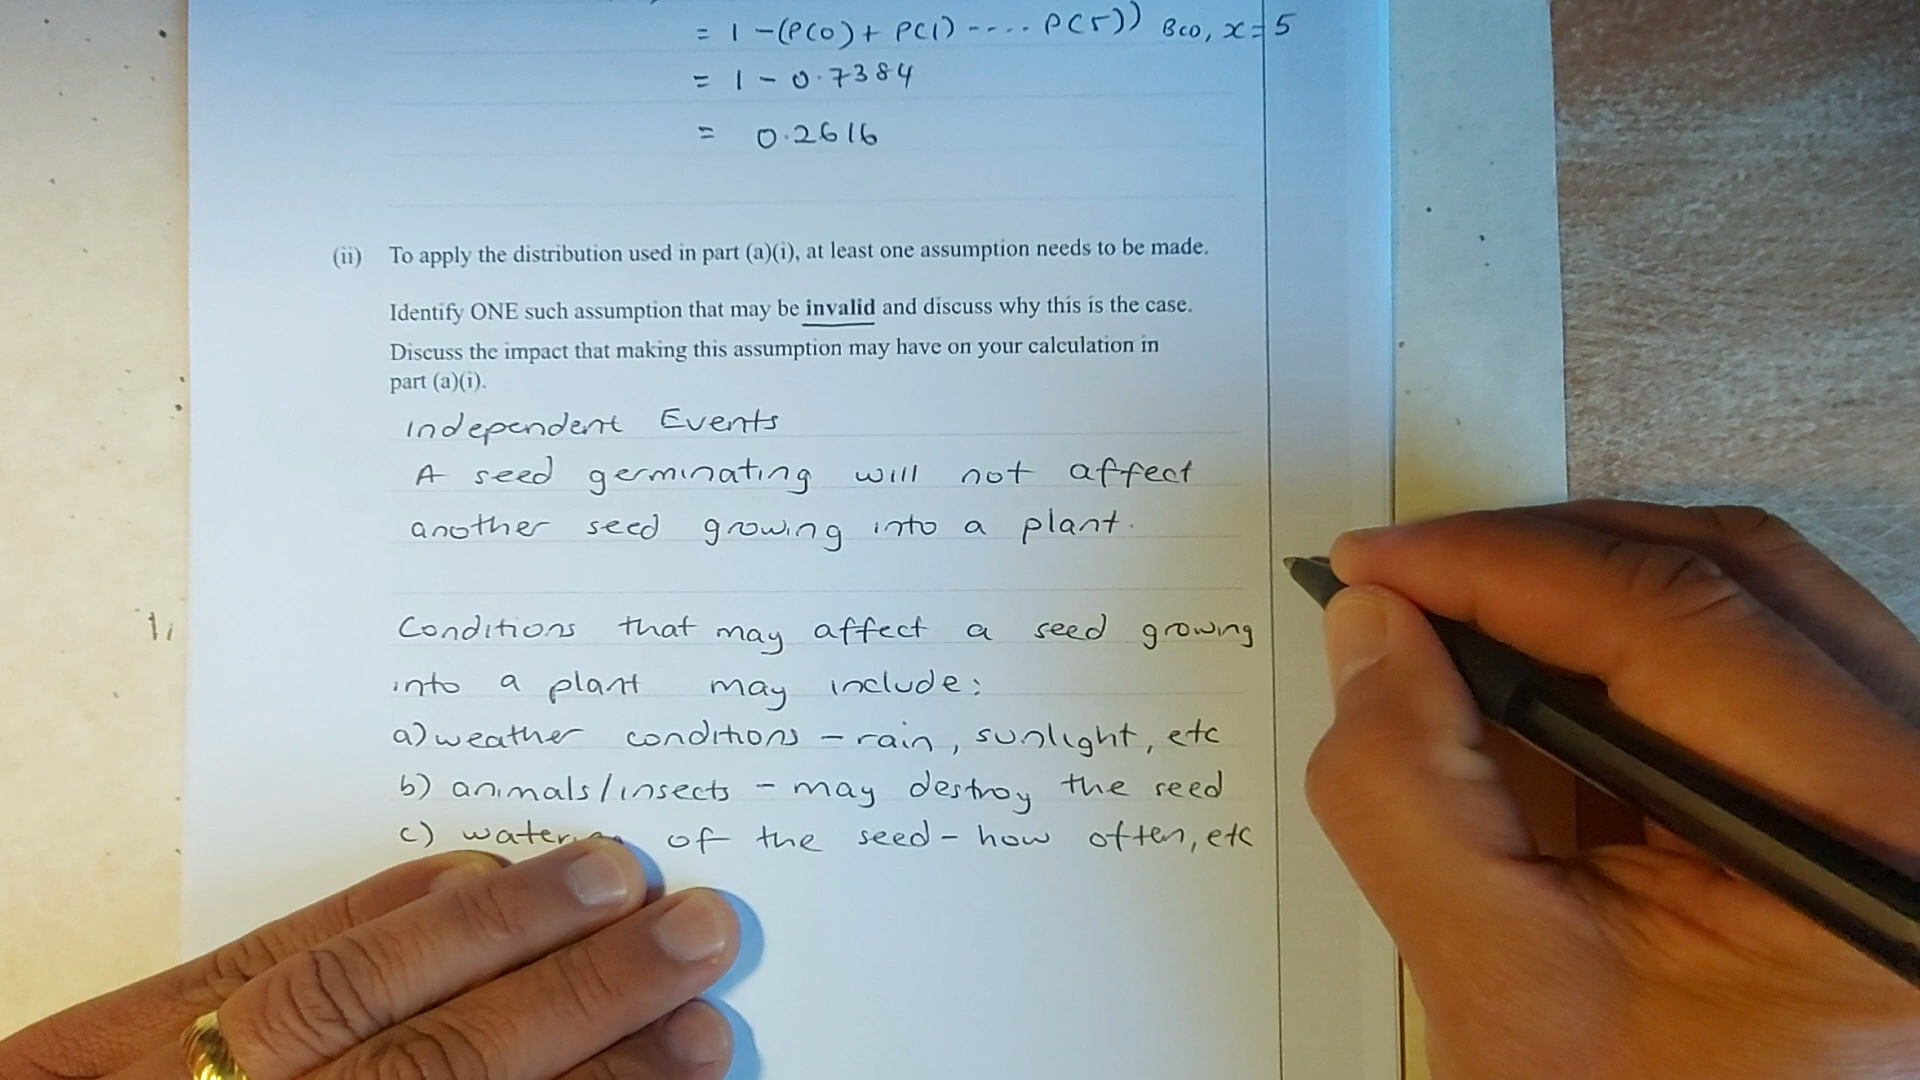 = 1 - (P(0) + P(1) ---- P(5)) BCD, x=5
= 1 - 0.7384
= 0.2616
(ii) To apply the distribution used in part (a)(i), at least one assumption needs to be made.
Identify ONE such assumption that may be invalid and discuss why this is the case.
Discuss the impact that making this assumption may have on your calculation in
part (a)(i).
Independent Events
A seed germinating will not affect
another seed growing into a plant.
Conditions that may affect a seed growing
into a plant may include:
a) weather conditions - rain, sunlight, etc
b) animals/insects - may destroy the seed
c) of the seed - how often, etc